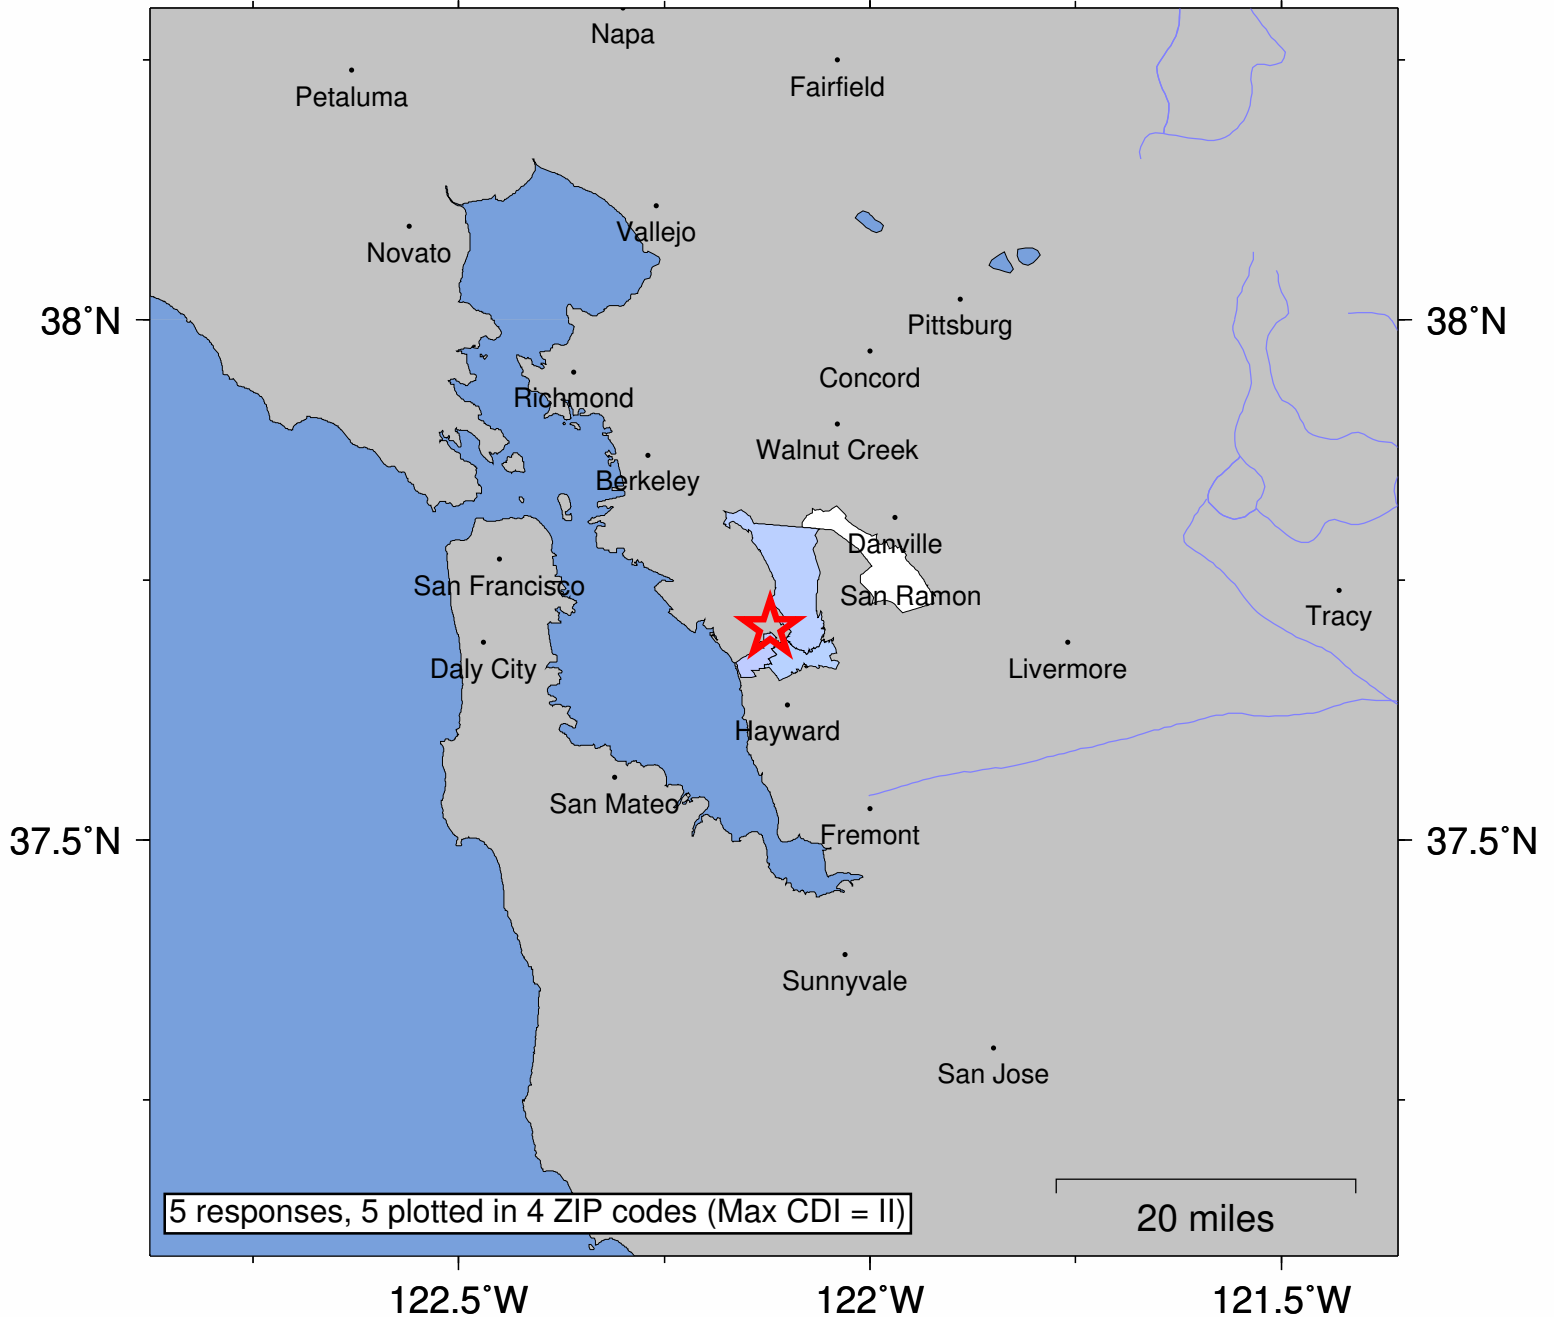 Napa
Fairfield
Petaluma
Vallejo
Novato
38˚N
38˚N
Pittsburg
Concord
Richmond
Walnut Creek
Berkeley
Danville
San Francisco
San Ramon
Tracy
Daly City
Livermore
Hayward
San Mateo
Fremont
37.5˚N
37.5˚N
Sunnyvale
San Jose
5 responses, 5 plotted in 4 ZIP codes (Max CDI = II)
20 miles
122.5˚W
122˚W
121.5˚W